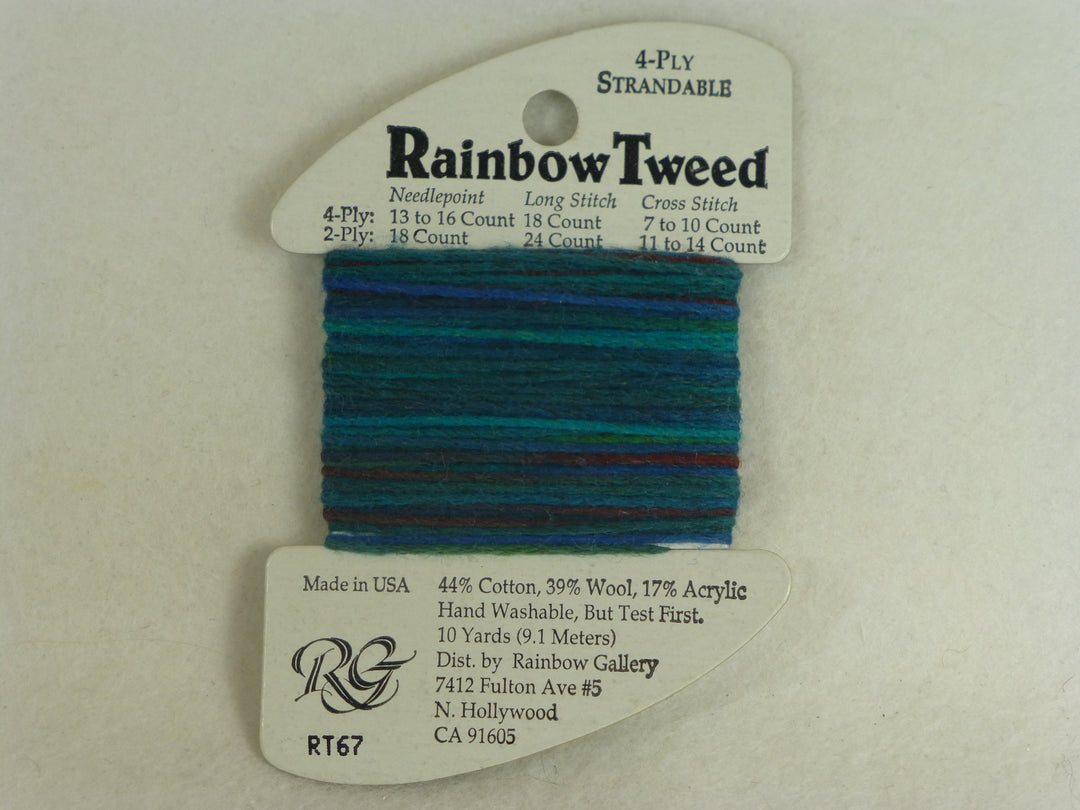 4-PLY
STRANDABLE
Rainbow Tweed
Needlepoint Long Stitch Cross Stitch
4-Ply: 13 to 16 Count 18 Count 7 to 10 Count
2-Ply: 18 Count 24 Count 11 to 14 Count
Made in USA 44% Cotton, 39% Wool, 17% Acrylic
Hand Washable, But Test First.
10 Yards (9.1 Meters)
Dist. by Rainbow Gallery
7412 Fulton Ave #5
N. Hollywood
CA 91605
RG
RT67